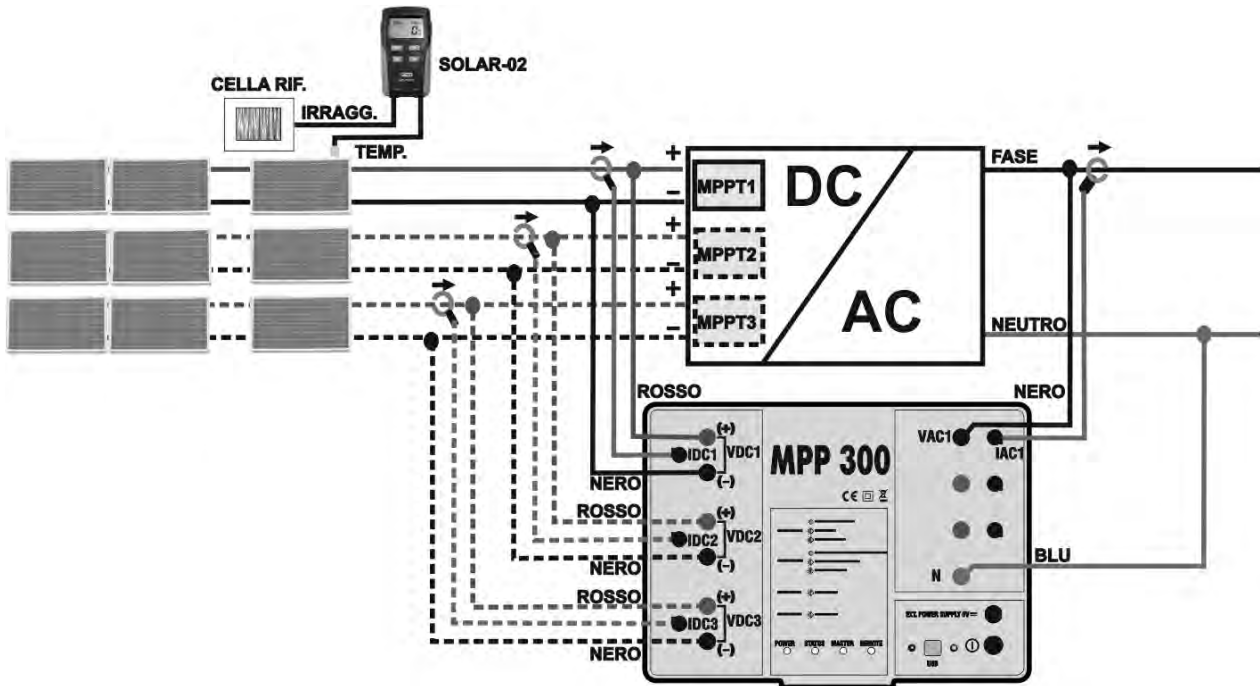 SOLAR-02
CELLA RIF.
IRRAGG.
TEMP.
+
MPPT1
−
DC
FASE
+
MPPT2
−
+
MPPT3
−
AC
NEUTRO
ROSSO
NERO
(+)
IDC1
VDC1
(−)
NERO
MPP 300
CE
VAC1
IAC1
ROSSO
(+)
IDC2
VDC2
(−)
NERO
N
BLU
ROSSO
(+)
IDC3
VDC3
(−)
NERO
EXT. POWER SUPPLY 5V
POWER STATUS MASTER REMOTE
USB